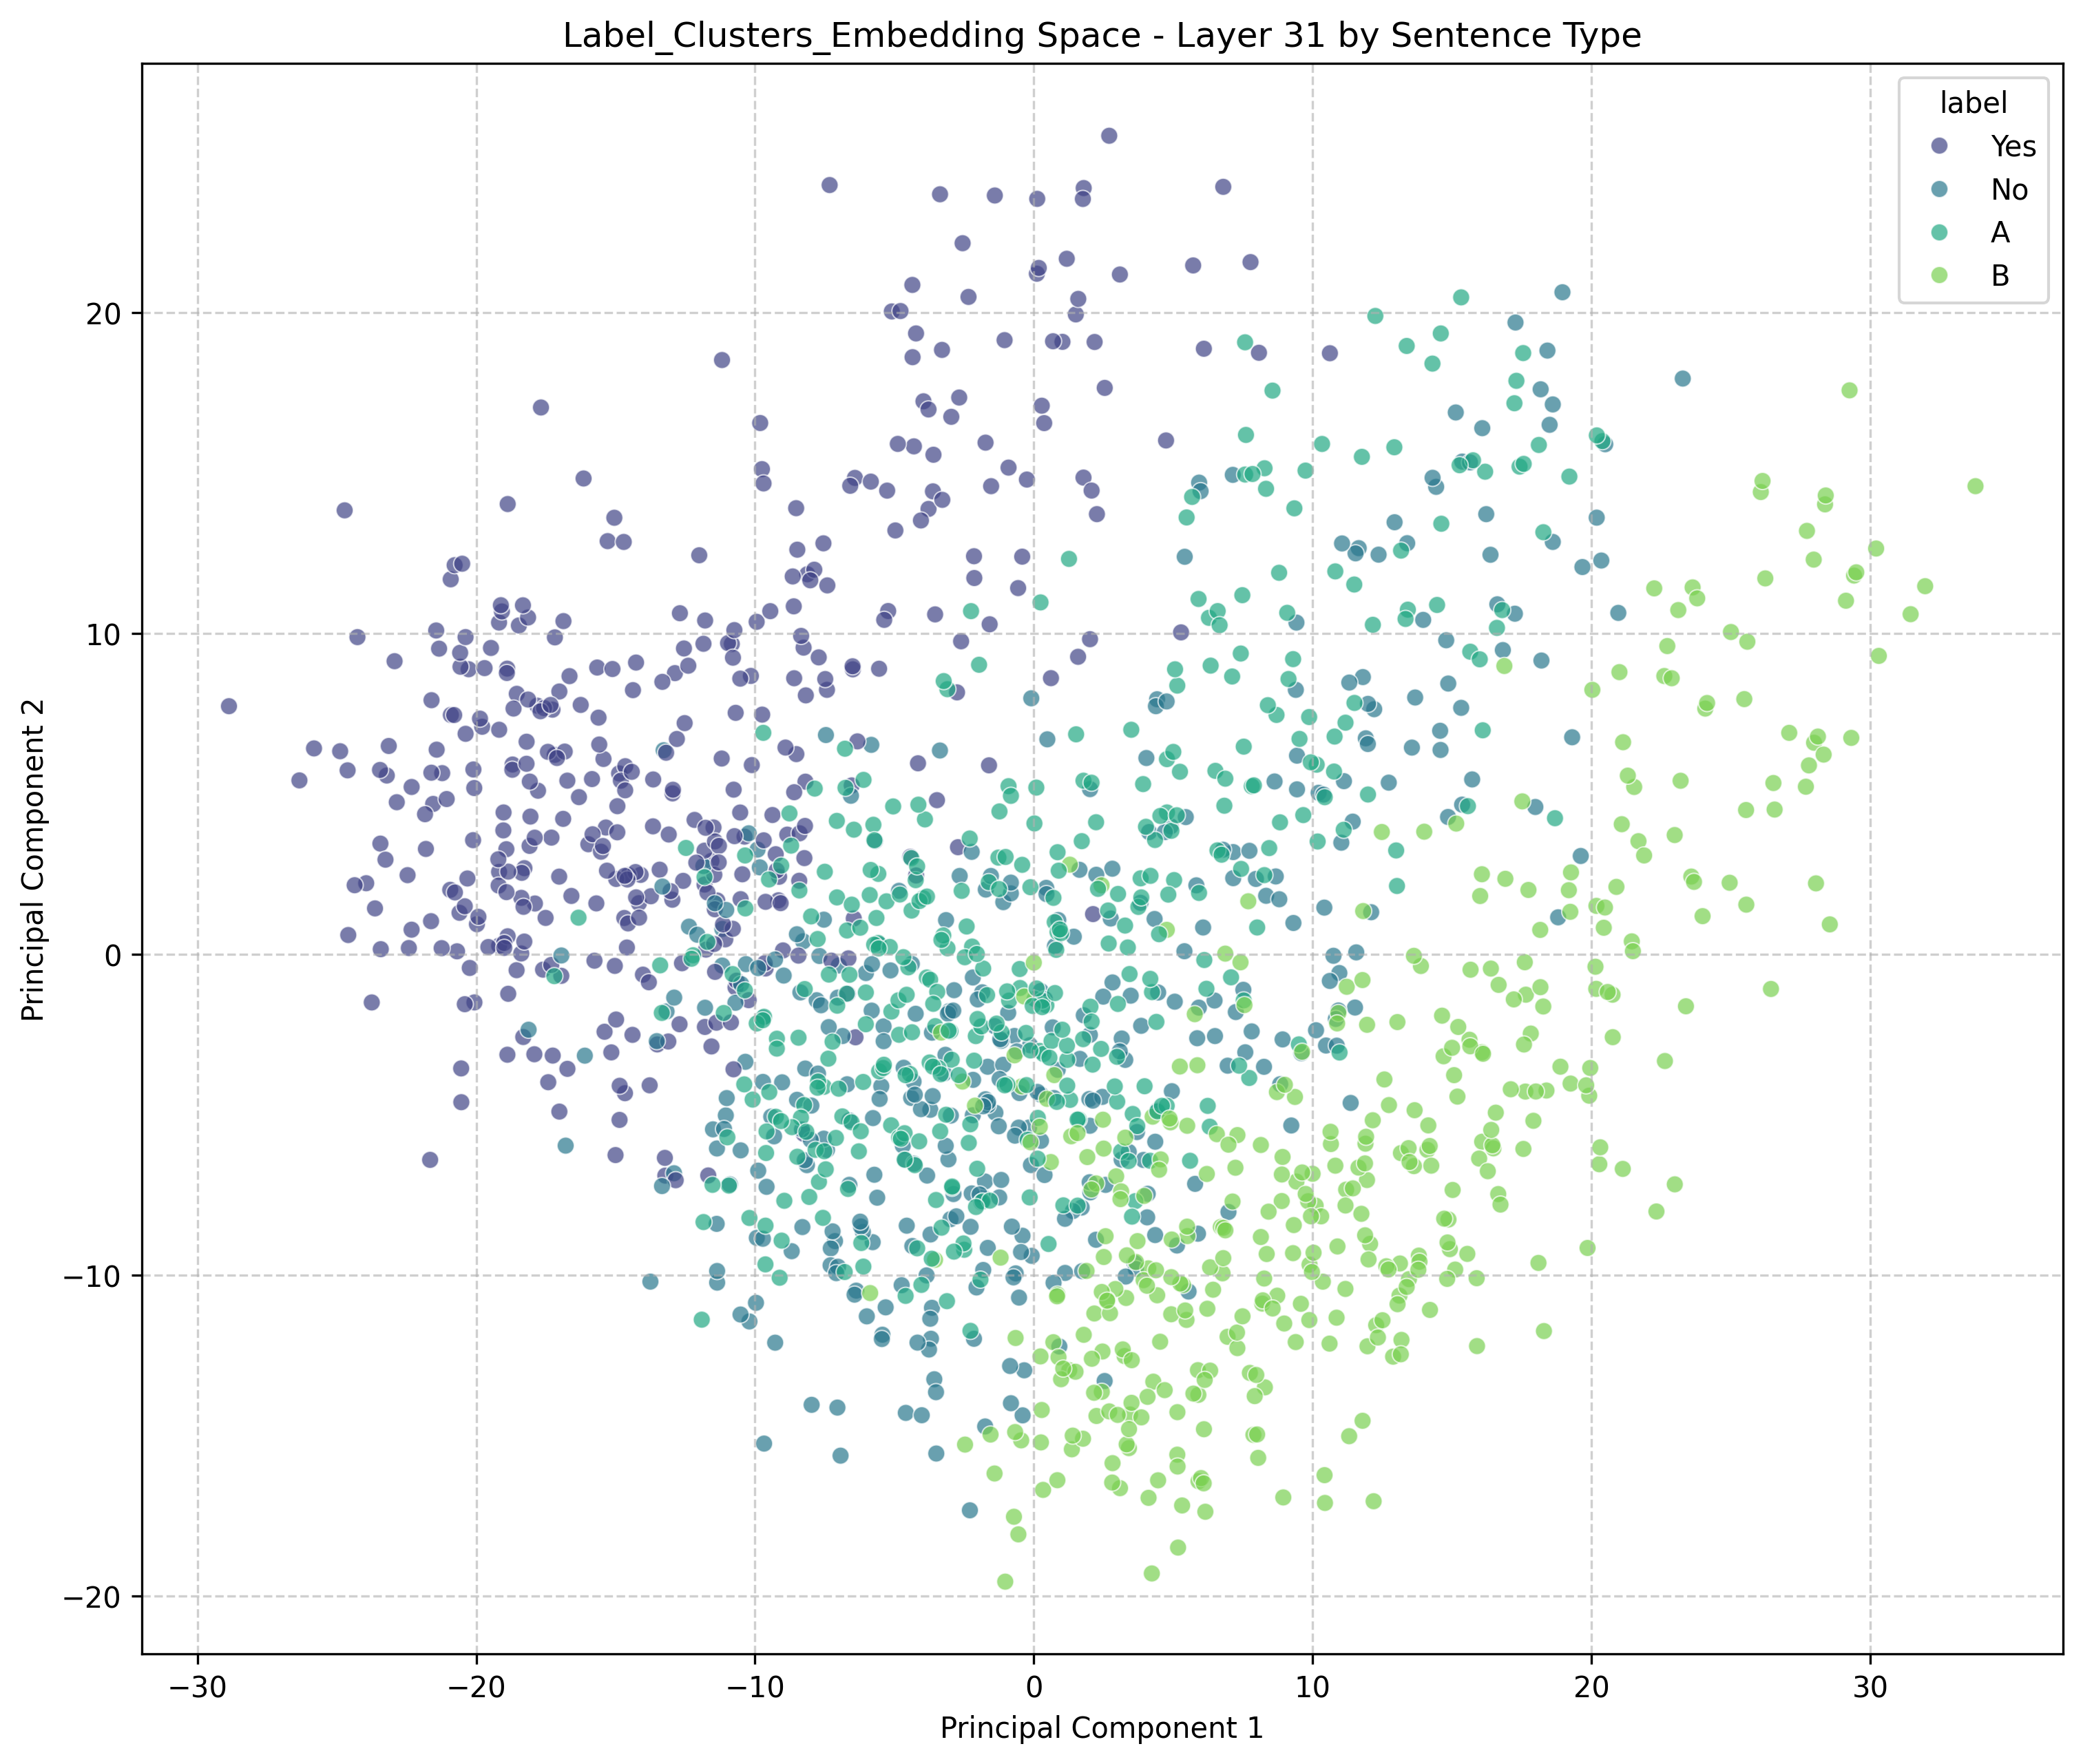 Label_Clusters_Embedding Space - Layer 31 by Sentence Type
label
Yes
No
A
B
20
10
0
−10
−20
Principal Component 2
−30
−20
−10
0
10
20
30
Principal Component 1